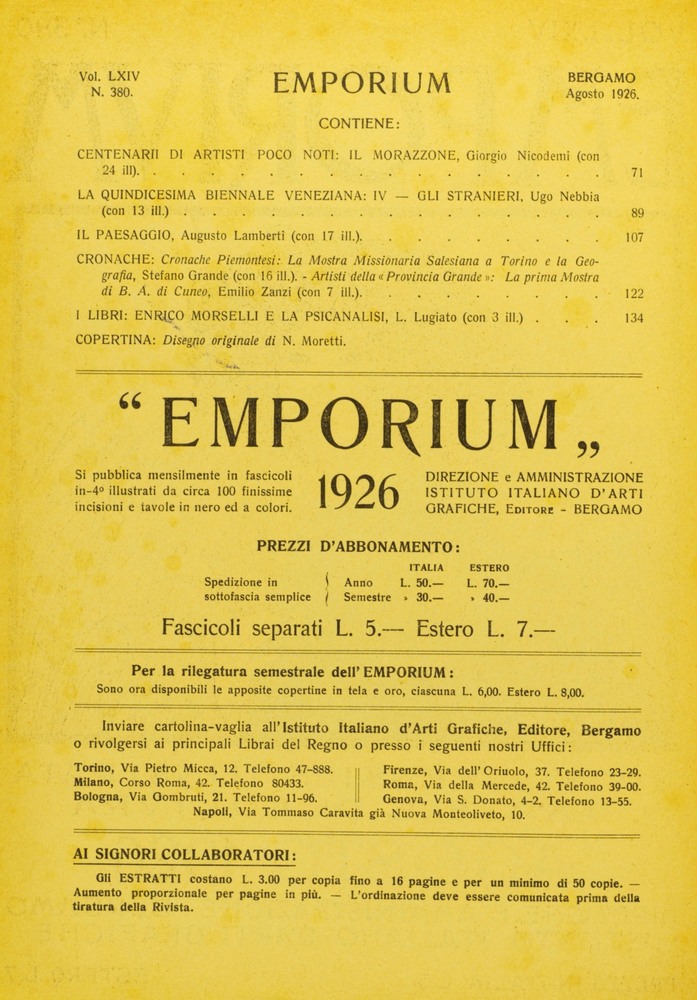 Vol. LXIV
N. 380.
EMPORIUM
BERGAMO
Agosto 1926.
CONTIENE:
CENTENARII DI ARTISTI POCO NOTI: IL MORAZZONE, Giorgio Nicodemi (con
24 ill). . . . . . . . . . . . . . . . 71
LA QUINDICESIMA BIENNALE VENEZIANA: IV — GLI STRANIERI, Ugo Nebbia
(con 13 ill.) . . . . . . . . . . . . . . 89
IL PAESAGGIO, Augusto Lamberti (con 17 ill.). . . . . . . . . 107
CRONACHE: Cronache Piemontesi: La Mostra Missionaria Salesiana a Torino e la Geo-
grafia, Stefano Grande (con 16 ill.). - Artisti della « Provincia Grande »: La prima Mostra
di B. A. di Cuneo, Emilio Zanzi (con 7 ill.). . . . . . . . . 122
I LIBRI: ENRICO MORSELLI E LA PSICANALISI, L. Lugiato (con 3 ill.) . . . 134
COPERTINA: Disegno originale di N. Moretti.
“ EMPORIUM „
Si pubblica mensilmente in fascicoli
in-4º illustrati da circa 100 finissime
incisioni e tavole in nero ed a colori.
1926
DIREZIONE e AMMINISTRAZIONE
ISTITUTO ITALIANO D'ARTI
GRAFICHE, EDITORE - BERGAMO
PREZZI D'ABBONAMENTO:
ITALIA ESTERO
Spedizione in Anno L. 50.— L. 70.—
sottofascia semplice Semestre » 30.— » 40.—
Fascicoli separati L. 5.— Estero L. 7.—
Per la rilegatura semestrale dell'EMPORIUM:
Sono ora disponibili le apposite copertine in tela e oro, ciascuna L. 6,00. Estero L. 8,00.
Inviare cartolina-vaglia all'Istituto Italiano d'Arti Grafiche, Editore, Bergamo
o rivolgersi ai principali Librai del Regno o presso i seguenti nostri Uffici:
Torino, Via Pietro Micca, 12. Telefono 47-888.
Milano, Corso Roma, 42. Telefono 80433.
Bologna, Via Gombruti, 21. Telefono 11-96.
Firenze, Via dell'Oriuolo, 37. Telefono 23-29.
Roma, Via della Mercede, 42. Telefono 39-00.
Genova, Via S. Donato, 4-2. Telefono 13-55.
Napoli, Via Tommaso Caravita già Nuova Monteoliveto, 10.
AI SIGNORI COLLABORATORI:
Gli ESTRATTI costano L. 3.00 per copia fino a 16 pagine e per un minimo di 50 copie. —
Aumento proporzionale per pagine in più. — L'ordinazione deve essere comunicata prima della
tiratura della Rivista.